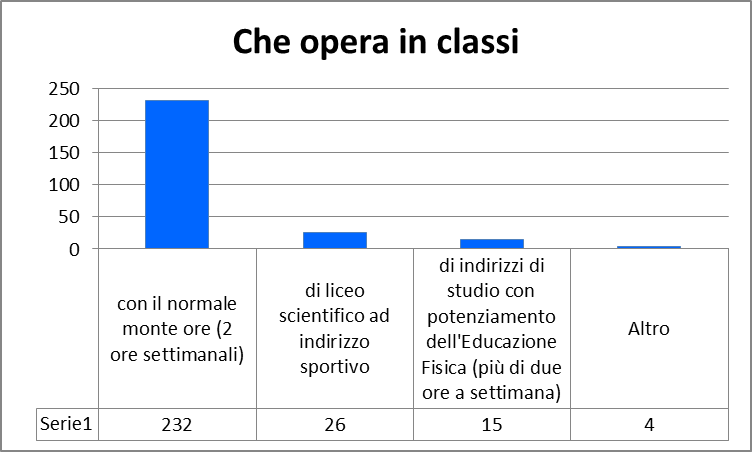 Che opera in classi
250
200
150
100
50
0
con il normale
monte ore (2
ore settimanali)
di liceo
scientifico ad
indirizzo
sportivo
di indirizzi di
studio con
potenziamento
dell'Educazione
Fisica (più di due
ore a settimana)
Altro
Serie1 232 26 15 4